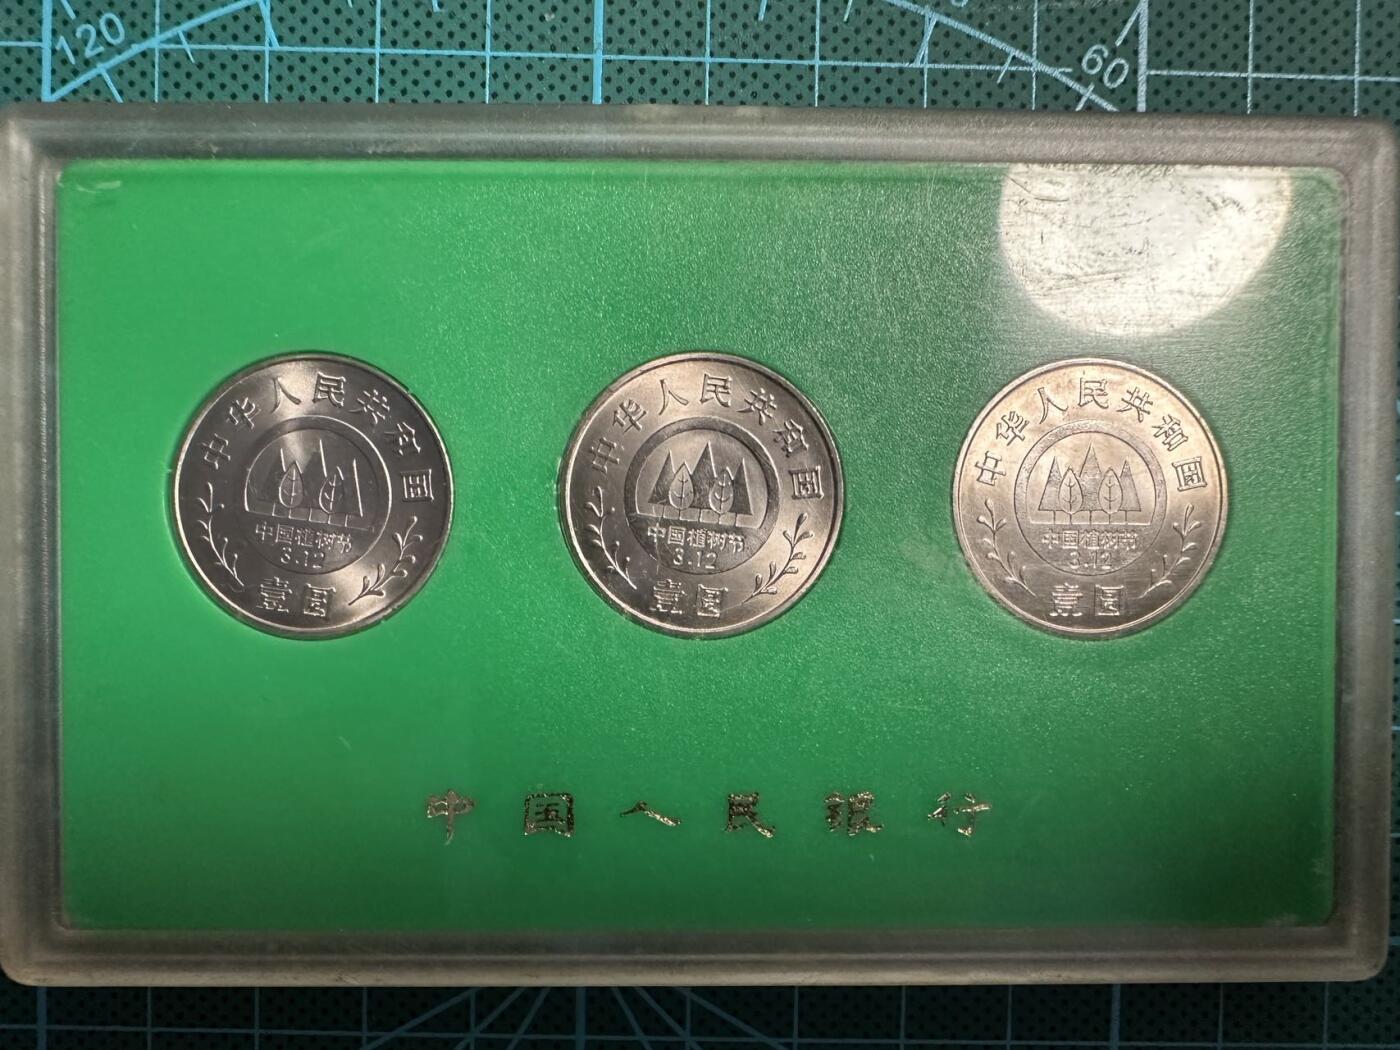 120
60
中华人民共和国
中国植树节
3.12
壹圆
中华人民共和国
中国植树节
3.12
壹圆
中华人民共和国
中国植树节
3.12
壹圆
中国人民银行